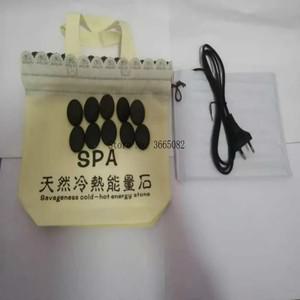 3665082
SPA
天然冷熱能量石
Savageness cold-hot energy stone